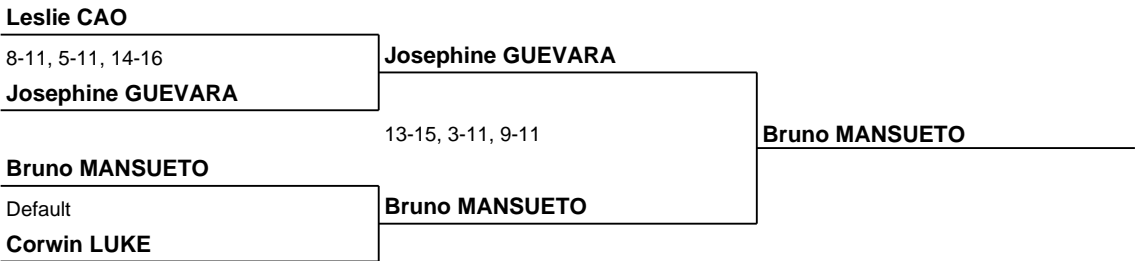 Leslie CAO
8-11, 5-11, 14-16
Josephine GUEVARA
Josephine GUEVARA
13-15, 3-11, 9-11
Bruno MANSUETO
Bruno MANSUETO
Default
Bruno MANSUETO
Corwin LUKE